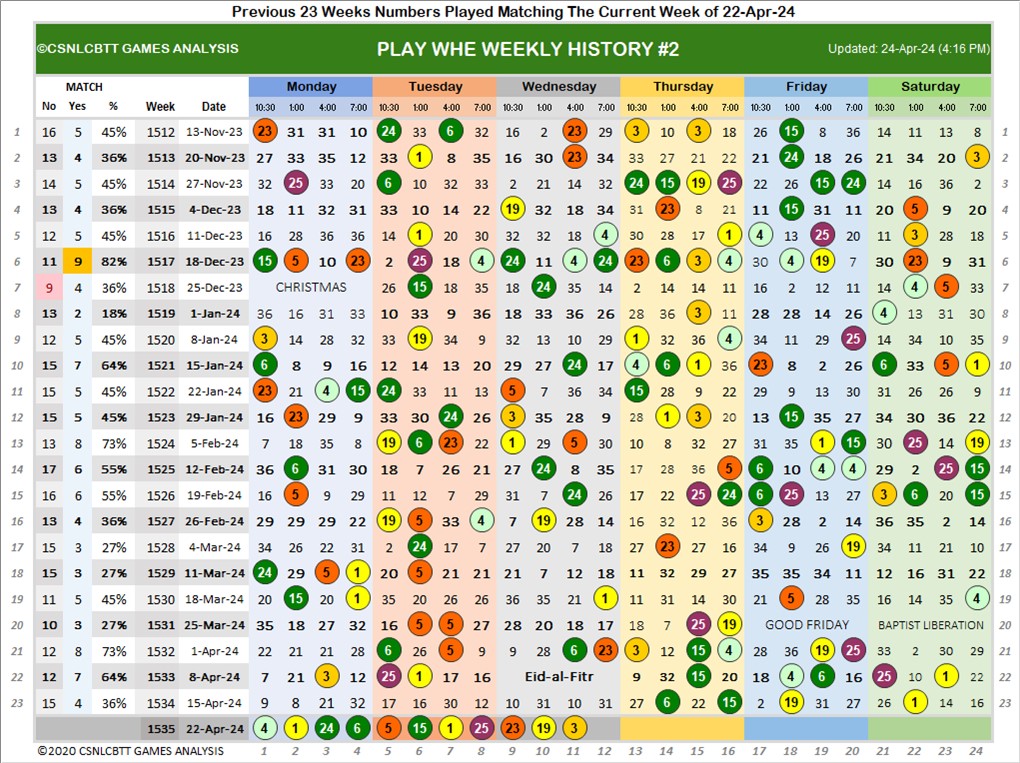 Previous 23 Weeks Numbers Played Matching The Current Week of 22-Apr-24
©CSNLCBTT GAMES ANALYSIS PLAY WHE WEEKLY HISTORY #2 Updated: 24-Apr-24 (4:16 PM)
MATCH Monday Tuesday Wednesday Thursday Friday Saturday
No Yes % Week Date 10:30 1:00 4:00 7:00 10:30 1:00 4:00 7:00 10:30 1:00 4:00 7:00 10:30 1:00 4:00 7:00 10:30 1:00 4:00 7:00 10:30 1:00 4:00 7:00
1 16 5 45% 1512 13-Nov-23 23 31 31 10 24 33 6 32 16 2 23 29 3 10 3 18 26 15 8 36 14 11 13 8 1
2 13 4 36% 1513 20-Nov-23 27 33 35 12 33 1 8 35 16 30 23 34 33 27 21 22 21 24 18 26 21 34 20 3 2
3 16 5 45% 1514 27-Nov-23 32 25 33 20 6 10 32 33 2 21 14 32 24 15 19 25 22 26 15 24 14 16 36 2 3
4 13 4 36% 1515 4-Dec-23 18 11 32 31 33 10 14 22 19 32 18 34 31 23 8 21 11 15 31 11 20 5 9 20 4
5 12 5 45% 1516 11-Dec-23 16 28 36 36 14 1 20 30 32 32 18 4 30 28 17 1 4 13 25 20 11 3 28 18 5
6 11 9 82% 1517 18-Dec-23 15 5 10 23 2 25 18 4 24 11 4 24 23 6 3 4 30 4 19 7 30 23 9 31 6
7 9 4 36% 1518 25-Dec-23 CHRISTMAS 26 15 18 35 18 24 35 14 2 14 14 11 16 2 12 11 14 4 5 33 7
8 13 2 18% 1519 1-Jan-24 36 16 31 33 10 33 9 36 18 33 36 26 28 36 3 11 28 28 14 26 4 13 31 30 8
9 12 5 45% 1520 8-Jan-24 3 14 28 32 33 19 34 9 32 13 10 29 1 32 36 4 34 11 29 25 14 34 10 35 9
10 15 7 64% 1521 15-Jan-24 6 8 9 16 12 14 13 20 29 27 24 17 4 6 1 10 23 8 2 26 6 33 5 1 10
11 15 5 45% 1522 22-Jan-24 23 21 4 15 24 33 11 13 5 7 36 11 15 28 9 22 29 9 13 30 31 26 26 9 11
12 15 5 45% 1523 29-Jan-24 16 23 29 12 33 30 24 26 3 35 28 9 28 1 3 20 13 15 35 27 34 30 36 22 12
13 13 8 73% 1524 5-Feb-24 7 18 35 8 19 6 23 22 1 29 5 30 10 8 32 27 31 35 1 15 30 25 14 19 13
14 17 6 55% 1525 12-Feb-24 36 6 31 30 18 7 26 21 27 24 8 35 17 28 36 5 6 10 4 4 29 2 23 15 14
15 16 6 55% 1526 19-Feb-24 16 5 9 29 11 12 7 29 31 7 24 26 17 22 25 24 6 25 13 27 3 6 20 15 15
16 13 4 36% 1527 26-Feb-24 29 29 29 22 19 5 33 4 7 19 28 14 16 32 12 36 3 28 2 14 36 35 2 14 16
17 15 3 27% 1528 4-Mar-24 34 26 22 31 2 24 17 7 27 20 7 18 17 23 27 16 34 9 26 19 34 11 21 10 17
18 15 3 27% 1529 11-Mar-24 24 29 5 1 20 5 21 21 21 7 12 18 11 32 29 27 35 35 34 11 12 16 31 22 18
19 11 5 45% 1530 18-Mar-24 20 15 20 1 35 20 26 26 36 35 12 1 11 31 14 30 21 5 28 35 16 14 35 4 19
20 10 3 27% 1531 25-Mar-24 35 18 27 32 16 5 5 27 28 20 18 17 18 7 25 19 GOOD FRIDAY BAPTIST LIBERATION 20
21 12 8 73% 1532 1-Apr-24 22 21 21 28 6 26 5 9 9 28 6 23 3 12 15 4 28 36 19 25 33 2 30 29 21
22 12 7 64% 1533 8-Apr-24 7 21 3 12 25 1 17 16 Eid-al-Fitr 9 32 15 20 18 4 6 16 25 10 1 22 22
23 15 4 36% 1534 15-Apr-24 9 8 21 32 17 16 30 12 10 31 10 31 27 6 22 15 2 19 31 27 26 1 14 16 23
1535 22-Apr-24 4 1 24 6 5 15 1 25 23 19 3
©2020 CSNLCBTT GAMES ANALYSIS 1 2 3 4 5 6 7 8 9 10 11 12 13 14 15 16 17 18 19 20 21 22 23 24